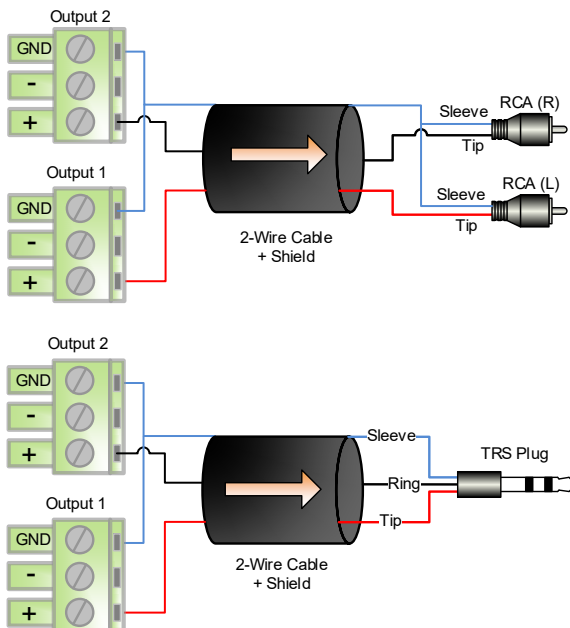 Output 2
GND
-
+
Output 1
GND
-
+
2-Wire Cable
+ Shield
Sleeve
RCA (R)
Tip
Sleeve
RCA (L)
Tip
Output 2
GND
-
+
Output 1
GND
-
+
2-Wire Cable
+ Shield
Sleeve
Ring
Tip
TRS Plug